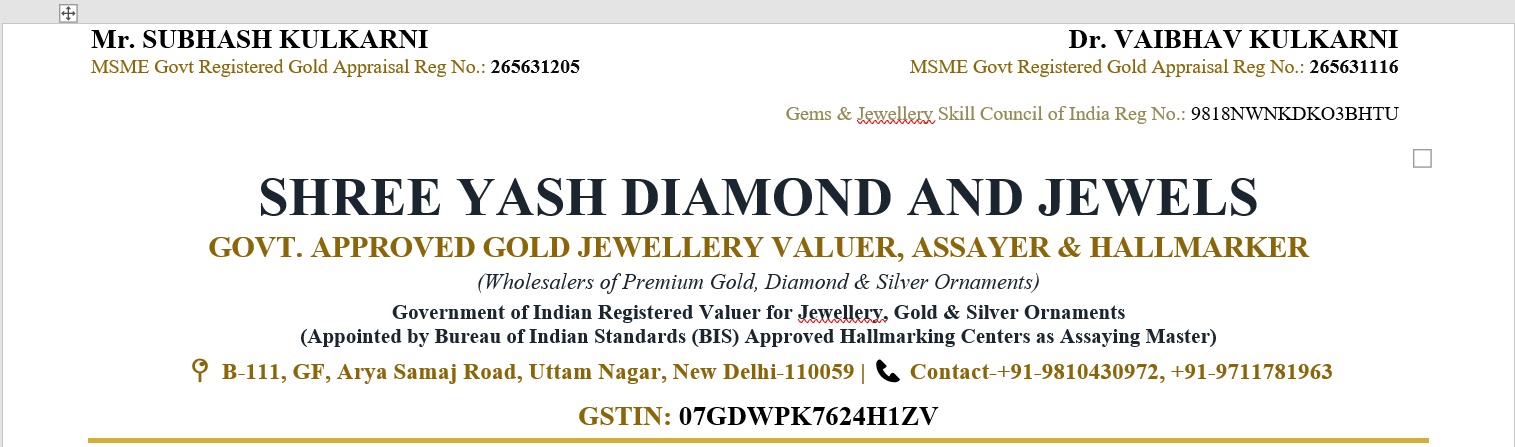 Mr. SUBHASH KULKARNI
MSME Govt Registered Gold Appraisal Reg No.: 265631205
Dr. VAIBHAV KULKARNI
MSME Govt Registered Gold Appraisal Reg No.: 265631116
Gems & Jewellery Skill Council of India Reg No.: 9818NWNKDKO3BHTU
SHREE YASH DIAMOND AND JEWELS
GOVT. APPROVED GOLD JEWELLERY VALUER, ASSAYER & HALLMARKER
(Wholesalers of Premium Gold, Diamond & Silver Ornaments)
Government of Indian Registered Valuer for Jewellery, Gold & Silver Ornaments
(Appointed by Bureau of Indian Standards (BIS) Approved Hallmarking Centers as Assaying Master)
B-111, GF, Arya Samaj Road, Uttam Nagar, New Delhi-110059 | Contact-+91-9810430972, +91-9711781963
GSTIN: 07GDWPK7624H1ZV